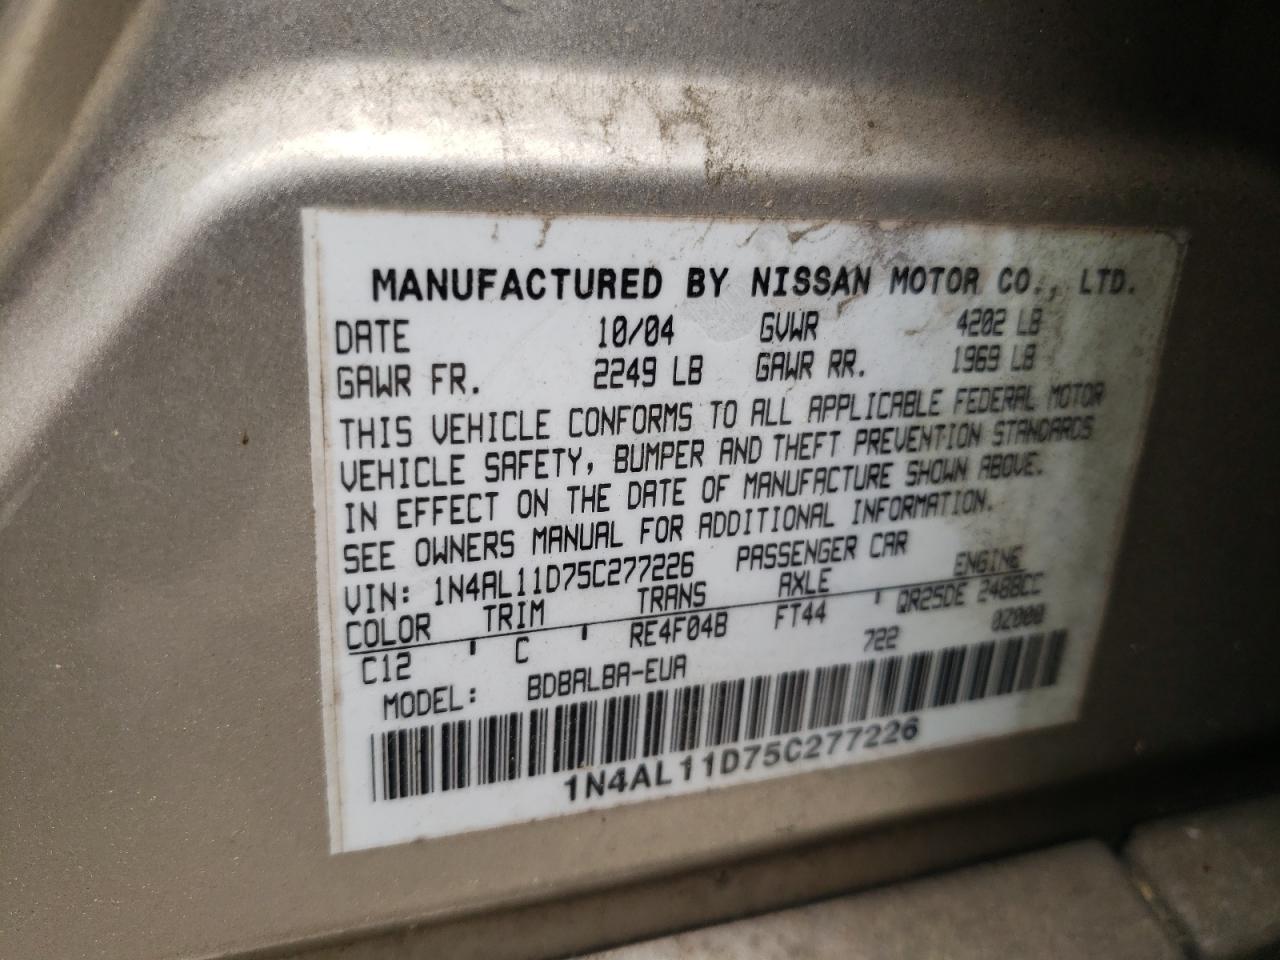 MANUFACTURED BY NISSAN MOTOR CO., LTD.
DATE 10/04 GVWR 4202 LB
GAWR FR. 2249 LB GAWR RR. 1969 LB
THIS VEHICLE CONFORMS TO ALL APPLICABLE FEDERAL MOTOR
VEHICLE SAFETY, BUMPER AND THEFT PREVENTION STANDARDS
IN EFFECT ON THE DATE OF MANUFACTURE SHOWN ABOVE.
SEE OWNERS MANUAL FOR ADDITIONAL INFORMATION.
VIN: 1N4AL11D75C277226 PASSENGER CAR
COLOR TRIM TRANS AXLE ENGINE
C12 C RE4F04B FT44 QR25DE 2488CC
MODEL: BDBALBA-EUA 722 0Z000
1N4AL11D75C277226